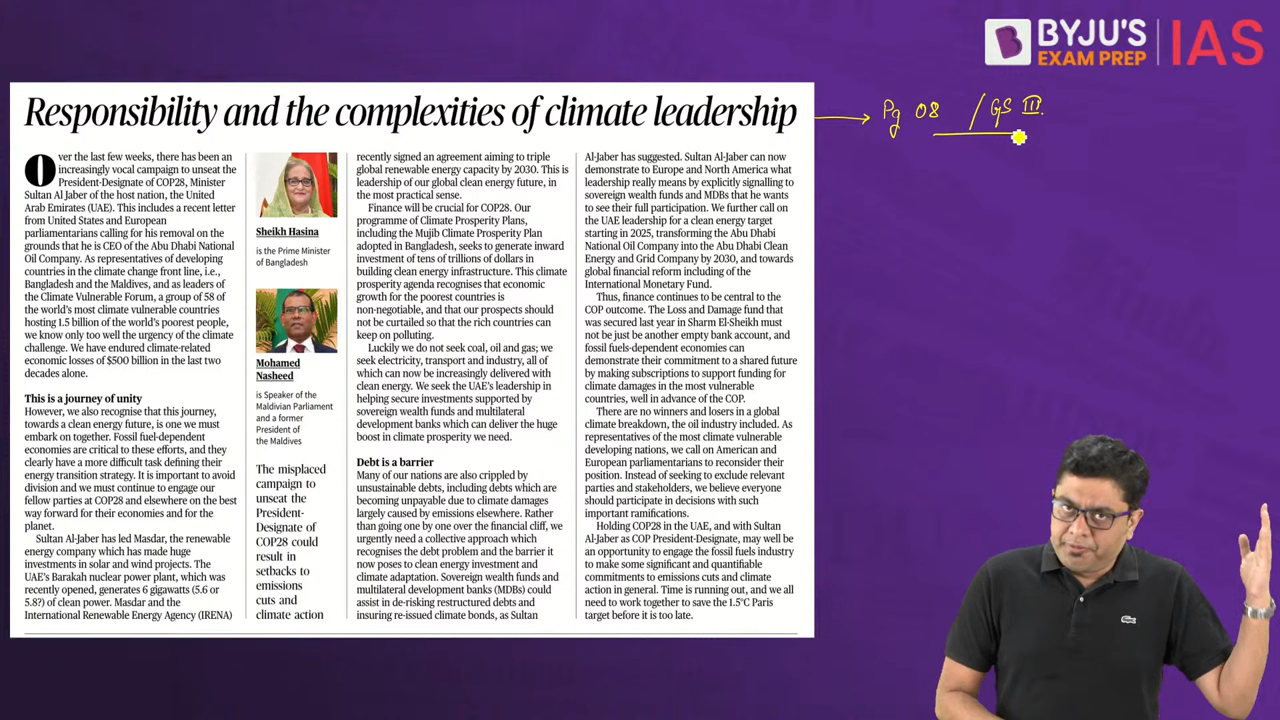 BYJU'S
EXAM PREP
IAS
Responsibility and the complexities of climate leadership
Pg 08 / GS III.
Over the last few weeks, there has been an
increasingly vocal campaign to unseat the
President-Designate of COP28, Minister
Sultan Al Jaber of the host nation, the United
Arab Emirates (UAE). This includes a recent letter
from United States and European
parliamentarians calling for his removal on the
grounds that he is CEO of the Abu Dhabi National
Oil Company. As representatives of developing
countries in the climate change front line, i.e.,
Bangladesh and the Maldives, and as leaders of
the Climate Vulnerable Forum, a group of 58 of
the world's most climate vulnerable countries
hosting 1.5 billion of the world's poorest people,
we know only too well the urgency of the climate
challenge. We have endured climate-related
economic losses of $500 billion in the last two
decades alone.
This is a journey of unity
However, we also recognise that this journey,
towards a clean energy future, is one we must
embark on together. Fossil fuel-dependent
economies are critical to these efforts, and they
clearly have a more difficult task defining their
energy transition strategy. It is important to avoid
division and we must continue to engage our
fellow parties at COP28 and elsewhere on the best
way forward for their economies and for the
planet.
Sultan Al-Jaber has led Masdar, the renewable
energy company which has made huge
investments in solar and wind projects. The
UAE's Barakah nuclear power plant, which was
recently opened, generates 6 gigawatts (5.6 or
5.8?) of clean power. Masdar and the
International Renewable Energy Agency (IRENA)
Sheikh Hasina
is the Prime Minister
of Bangladesh
Mohamed
Nasheed
is Speaker of the
Maldivian Parliament
and a former
President of
the Maldives
The misplaced
campaign to
unseat the
President-
Designate of
COP28 could
result in
setbacks to
emissions
cuts and
climate action
recently signed an agreement aiming to triple
global renewable energy capacity by 2030. This is
leadership of our global clean energy future, in
the most practical sense.
Finance will be crucial for COP28. Our
programme of Climate Prosperity Plans,
including the Mujib Climate Prosperity Plan
adopted in Bangladesh, seeks to generate inward
investment of tens of trillions of dollars in
building clean energy infrastructure. This climate
prosperity agenda recognises that economic
growth for the poorest countries is
non-negotiable, and that our prospects should
not be curtailed so that the rich countries can
keep on polluting.
Luckily we do not seek coal, oil and gas; we
seek electricity, transport and industry, all of
which can now be increasingly delivered with
clean energy. We seek the UAE's leadership in
helping secure investments supported by
sovereign wealth funds and multilateral
development banks which can deliver the huge
boost in climate prosperity we need.
Debt is a barrier
Many of our nations are also crippled by
unsustainable debts, including debts which are
becoming unpayable due to climate damages
largely caused by emissions elsewhere. Rather
than going one by one over the financial cliff, we
urgently need a collective approach which
recognises the debt problem and the barrier it
now poses to clean energy investment and
climate adaptation. Sovereign wealth funds and
multilateral development banks (MDBs) could
assist in de-risking restructured debts and
insuring re-issued climate bonds, as Sultan
Al-Jaber has suggested. Sultan Al-Jaber can now
demonstrate to Europe and North America what
leadership really means by explicitly signalling to
sovereign wealth funds and MDBs that he wants
to see their full participation. We further call on
the UAE leadership for a clean energy target
starting in 2025, transforming the Abu Dhabi
National Oil Company into the Abu Dhabi Clean
Energy and Grid Company by 2030, and towards
global financial reform including of the
International Monetary Fund.
Thus, finance continues to be central to the
COP outcome. The Loss and Damage fund that
was secured last year in Sharm El-Sheikh must
not be just be another empty bank account, and
fossil fuels-dependent economies can
demonstrate their commitment to a shared future
by making subscriptions to support funding for
climate damages in the most vulnerable
countries, well in advance of the COP.
There are no winners and losers in a global
climate breakdown, the oil industry included. As
representatives of the most climate vulnerable
developing nations, we call on American and
European parliamentarians to reconsider their
position. Instead of seeking to exclude relevant
parties and stakeholders, we believe everyone
should participate in decisions with such
important ramifications.
Holding COP28 in the UAE, and with Sultan
Al-Jaber as COP President-Designate, may well be
an opportunity to engage the fossil fuels industry
to make some significant and quantifiable
commitments to emissions cuts and climate
action in general. Time is running out, and we all
need to work together to save the 1.5°C Paris
target before it is too late.